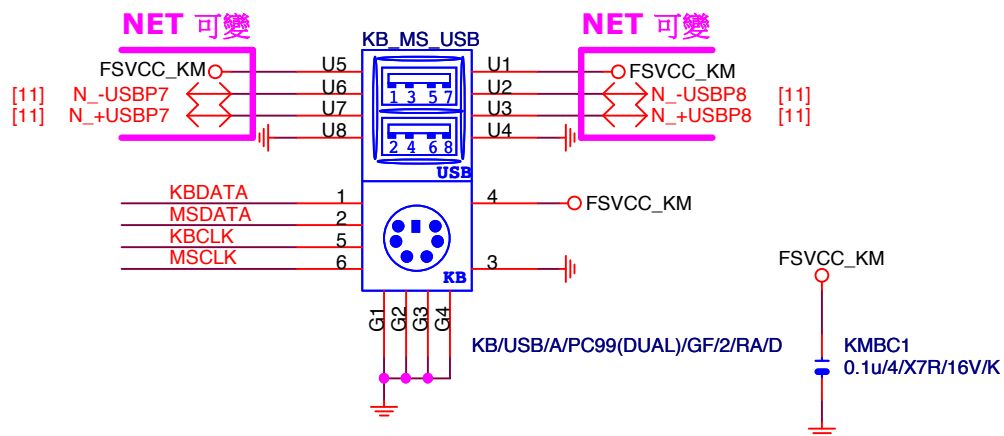 NET 可變
NET 可變
KB_MS_USB
FSVCC_KM U5 U1 FSVCC_KM
[11] N_-USBP7 U6 U2 N_-USBP8 [11]
[11] N_+USBP7 U7 U3 N_+USBP8 [11]
U8 U4
1 3 5 7
2 4 6 8
USB
KBDATA 1 4 FSVCC_KM
MSDATA 2
KBCLK 5
MSCLK 6 3
KB
G1 G2 G3 G4
KB/USB/A/PC99(DUAL)/GF/2/RA/D
FSVCC_KM
KMBC1
0.1u/4/X7R/16V/K